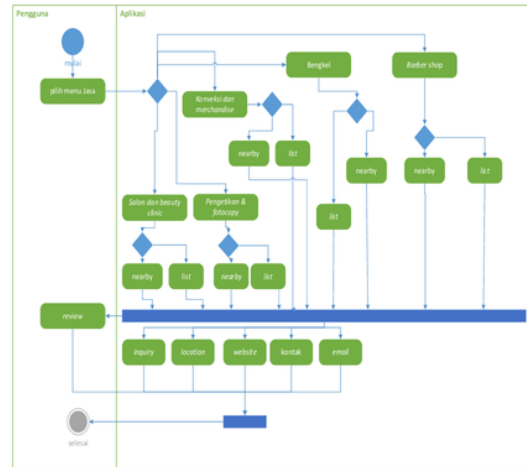 Pengguna
Aplikasi
mulai
pilih menu Jasa
Konveksi dan
merchandise
Bengkel
Barber shop
nearby
list
nearby
list
nearby
list
Salon dan beauty
clinic
Pengetikan &
fotocopy
nearby
list
nearby
list
review
inquiry
location
website
kontak
email
selesai